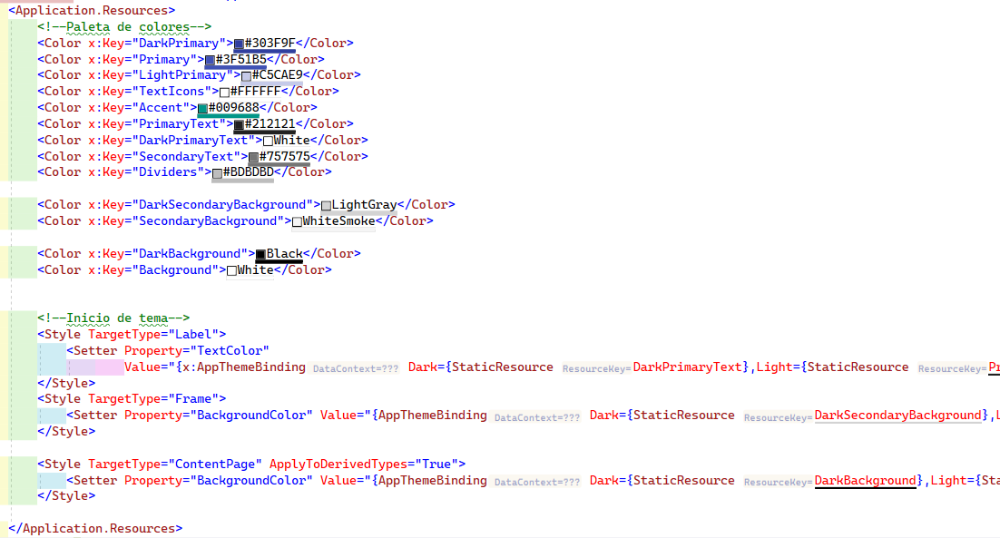 <Application.Resources>
<!--Paleta de colores-->
<Color x:Key="DarkPrimary">#303F9F</Color>
<Color x:Key="Primary">#3F51B5</Color>
<Color x:Key="LightPrimary">#C5CAE9</Color>
<Color x:Key="TextIcons">#FFFFFF</Color>
<Color x:Key="Accent">#009688</Color>
<Color x:Key="PrimaryText">#212121</Color>
<Color x:Key="DarkPrimaryText">White</Color>
<Color x:Key="SecondaryText">#757575</Color>
<Color x:Key="Dividers">#BDBDBD</Color>
<Color x:Key="DarkSecondaryBackground">LightGray</Color>
<Color x:Key="SecondaryBackground">WhiteSmoke</Color>
<Color x:Key="DarkBackground">Black</Color>
<Color x:Key="Background">White</Color>
<!--Inicio de tema-->
<Style TargetType="Label">
<Setter Property="TextColor"
Value="{x:AppThemeBinding DataContext=??? Dark={StaticResource ResourceKey=DarkPrimaryText},Light={StaticResource ResourceKey=Pr
</Style>
<Style TargetType="Frame">
<Setter Property="BackgroundColor" Value="{AppThemeBinding DataContext=??? Dark={StaticResource ResourceKey=DarkSecondaryBackground},L
</Style>
<Style TargetType="ContentPage" ApplyToDerivedTypes="True">
<Setter Property="BackgroundColor" Value="{AppThemeBinding DataContext=??? Dark={StaticResource ResourceKey=DarkBackground},Light={Sta
</Style>
</Application.Resources>